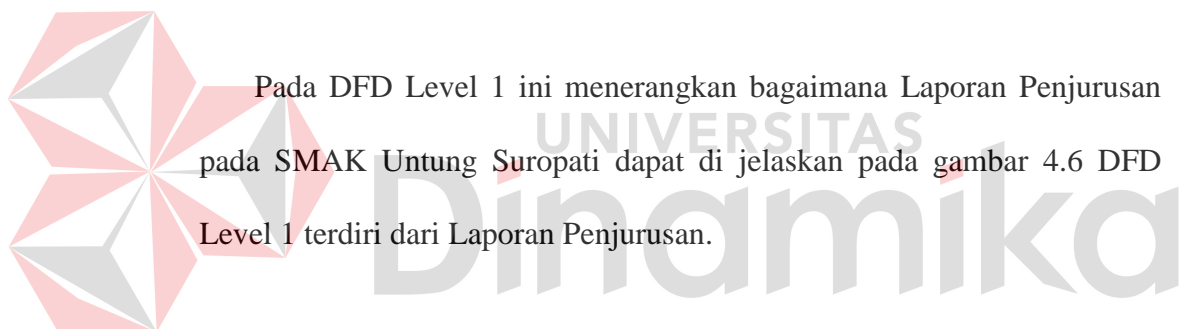 Pada DFD Level 1 ini menerangkan bagaimana Laporan Penjurusan
UNIVERSITAS
pada SMAK Untung Suropati dapat di jelaskan pada gambar 4.6 DFD
Dinamika
Level 1 terdiri dari Laporan Penjurusan.